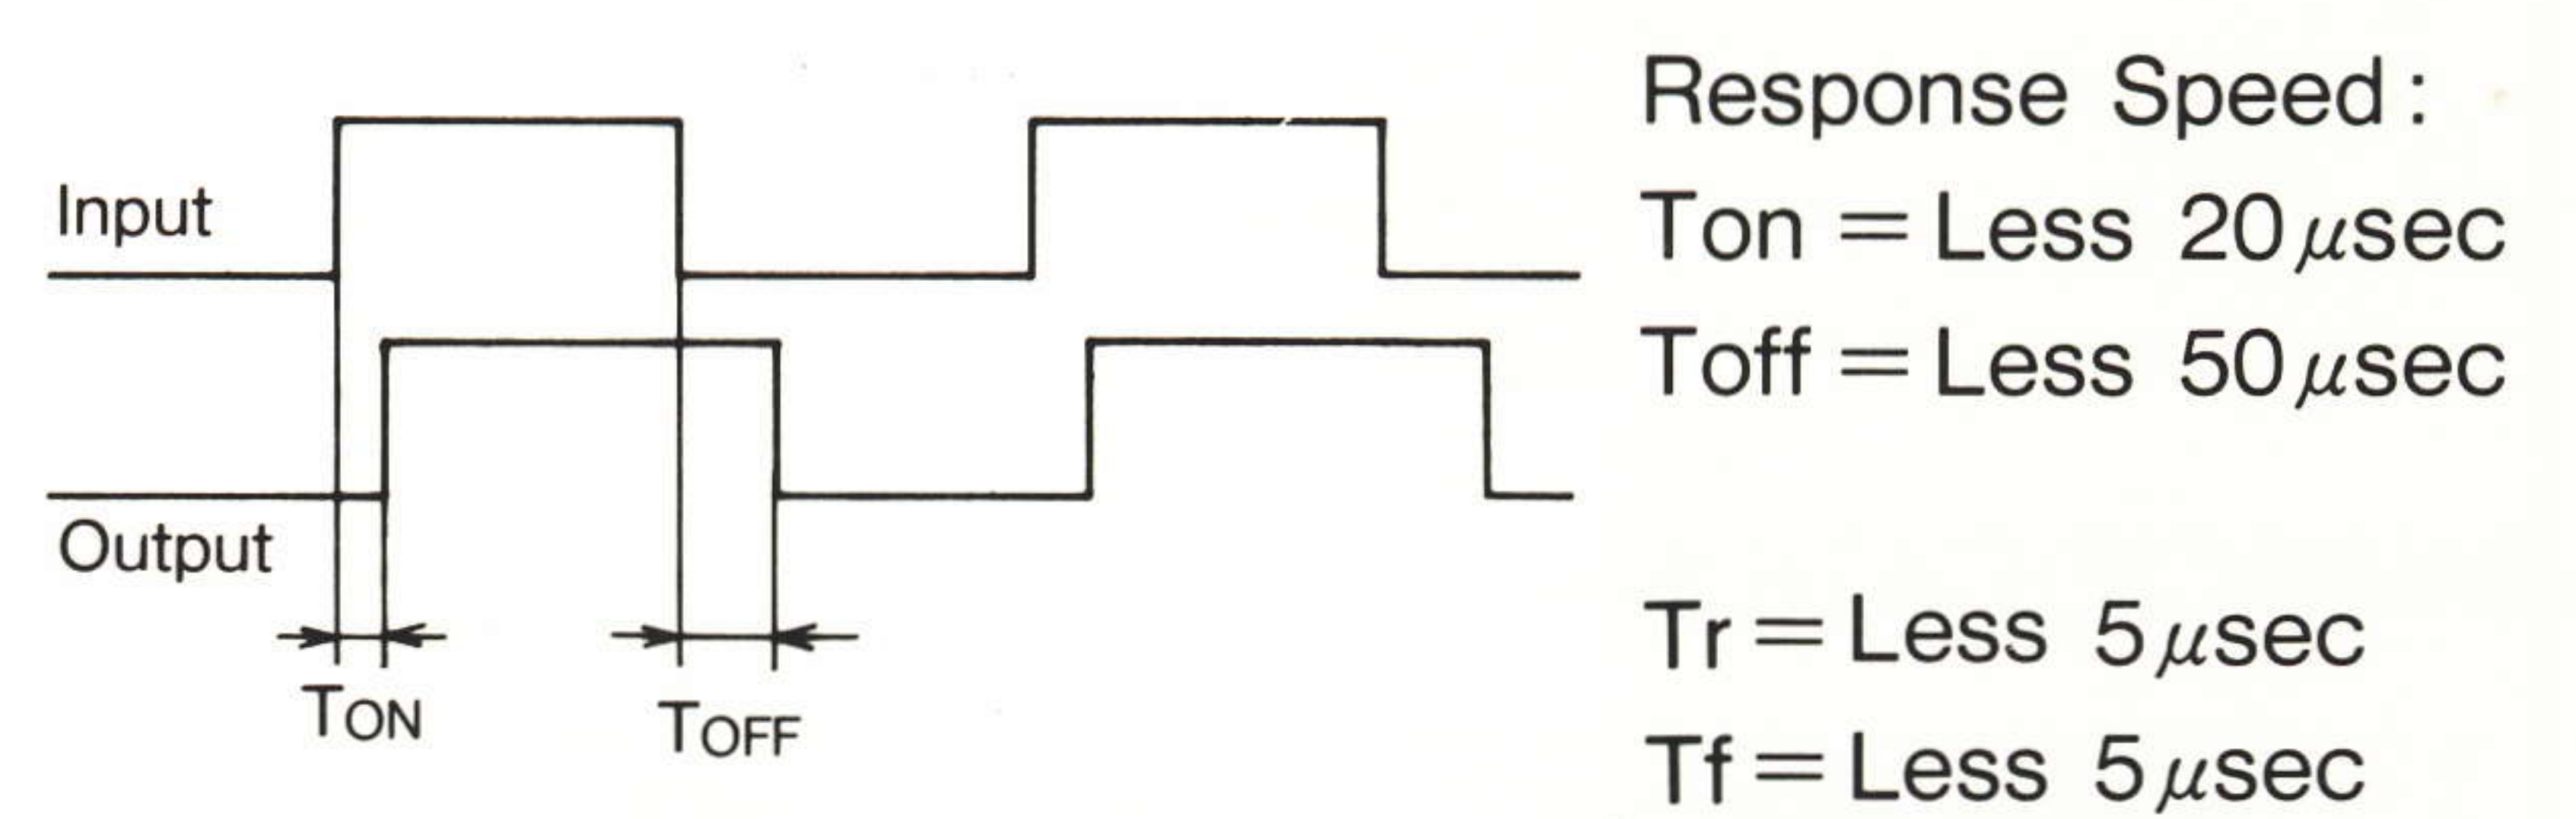 Input
Output
TON
TOFF
Response Speed:
Ton = Less 20μsec
Toff = Less 50μsec
Tr = Less 5μsec
Tf = Less 5μsec